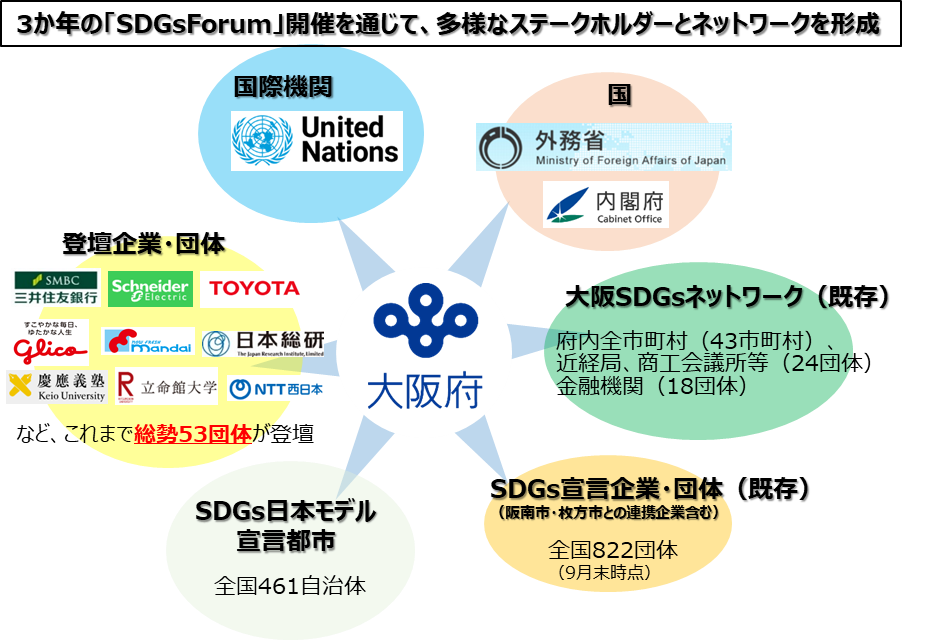 3か年の「SDGsForum」開催を通じて、多様なステークホルダーとネットワークを形成
国際機関
United
Nations
国
外務省
Ministry of Foreign Affairs of Japan
内閣府
Cabinet Office
登壇企業・団体
SMBC
三井住友銀行
Schneider
Electric
TOYOTA
すこやかな毎日、
ゆたかな人生
glico
new FRESH
mandai
日本総研
The Japan Research Institute, Limited
慶應義塾
Keio University
R
立命館大学
NTT西日本
など、これまで総勢53団体が登壇
大阪府
大阪SDGsネットワーク（既存）
府内全市町村（43市町村）、
近経局、商工会議所等（24団体）
金融機関（18団体）
SDGs日本モデル
宣言都市
全国461自治体
SDGs宣言企業・団体（既存）
（阪南市・枚方市との連携企業含む）
全国822団体
（9月末時点）